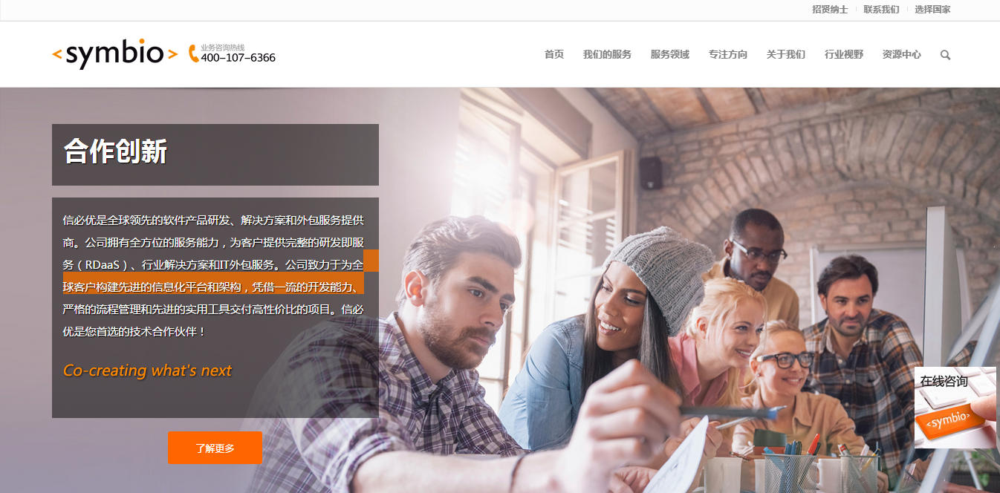 招贤纳士 联系我们 选择国家
<symbio>
业务咨询热线
400-107-6366
首页 我们的服务 服务领域 专注方向 关于我们 行业视野 资源中心
合作创新
信必优是全球领先的软件产品研发、解决方案和外包服务提供
商。公司拥有全方位的服务能力，为客户提供完整的研发即服
务（RDaaS）、行业解决方案和IT外包服务。公司致力于为全
球客户构建先进的信息化平台和架构，凭借一流的开发能力、
严格的流程管理和先进的实用工具交付高性价比的项目。信必
优是您首选的技术合作伙伴！
Co-creating what's next
了解更多
在线咨询
<symbio>